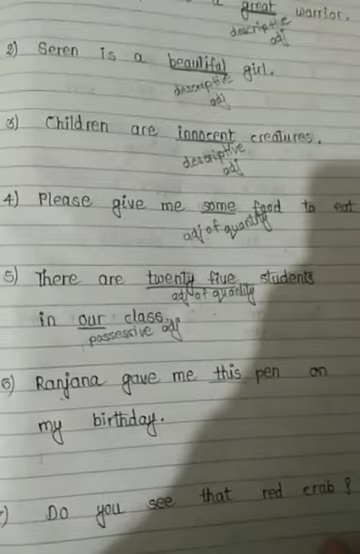 a great warrior.
descriptive
adj
2) Seren is a beautiful girl.
descriptive
adj
3) Children are innocent creatures.
descriptive
adj
4) Please give me some food to eat
adj of quantity
5) There are twenty five students
adj of quantity
in our class.
possessive adj
6) Ranjana gave me this pen on
my birthday.
) Do you see that red crab?